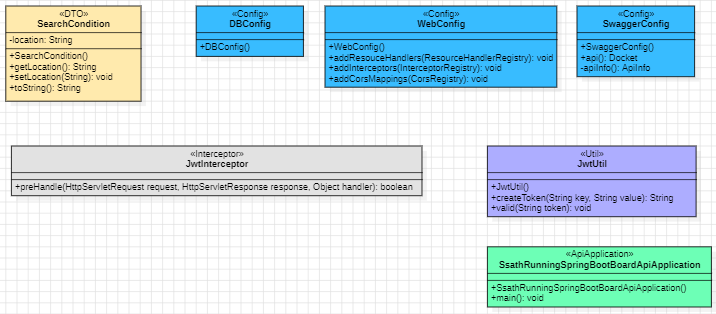 «DTO»
SearchCondition
-location: String
+SearchCondition()
+getLocation(): String
+setLocation(String): void
+toString(): String
«Config»
DBConfig
+DBConfig()
«Config»
WebConfig
+WebConfig()
+addResouceHandlers(ResourceHandlerRegistry): void
+addInterceptors(InterceptorRegistry): void
+addCorsMappings(CorsRegistry): void
«Config»
SwaggerConfig
+SwaggerConfig()
+api(): Docket
-apiInfo(): ApiInfo
«Interceptor»
JwtInterceptor
+preHandle(HttpServletRequest request, HttpServletResponse response, Object handler): boolean
«Util»
JwtUtil
+JwtUtil()
+createToken(String key, String value): String
+valid(String token): void
«ApiApplication»
SsathRunningSpringBootBoardApiApplication
+SsathRunningSpringBootBoardApiApplication()
+main(): void